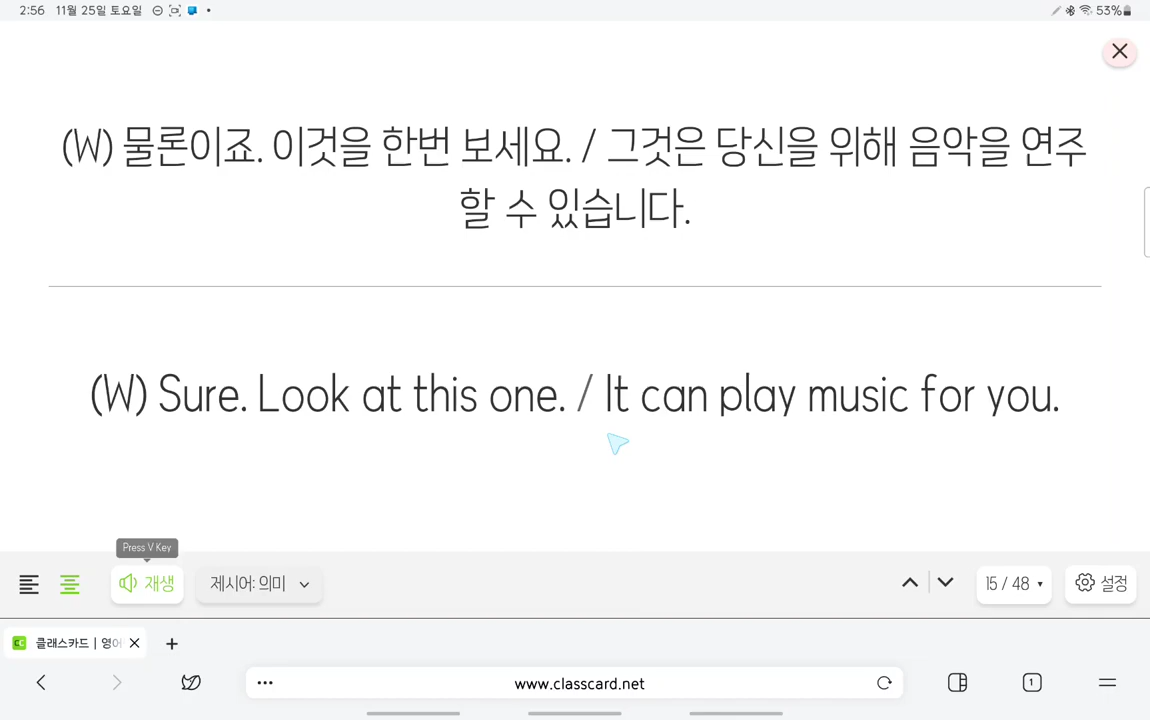 2:56 11월 25일 토요일
53%
(W) 물론이죠. 이것을 한번 보세요. / 그것은 당신을 위해 음악을 연주
할 수 있습니다.
(W) Sure. Look at this one. / It can play music for you.
Press V Key
재생 제시어: 의미 15 / 48 설정
클래스카드 | 영어
www.classcard.net 1